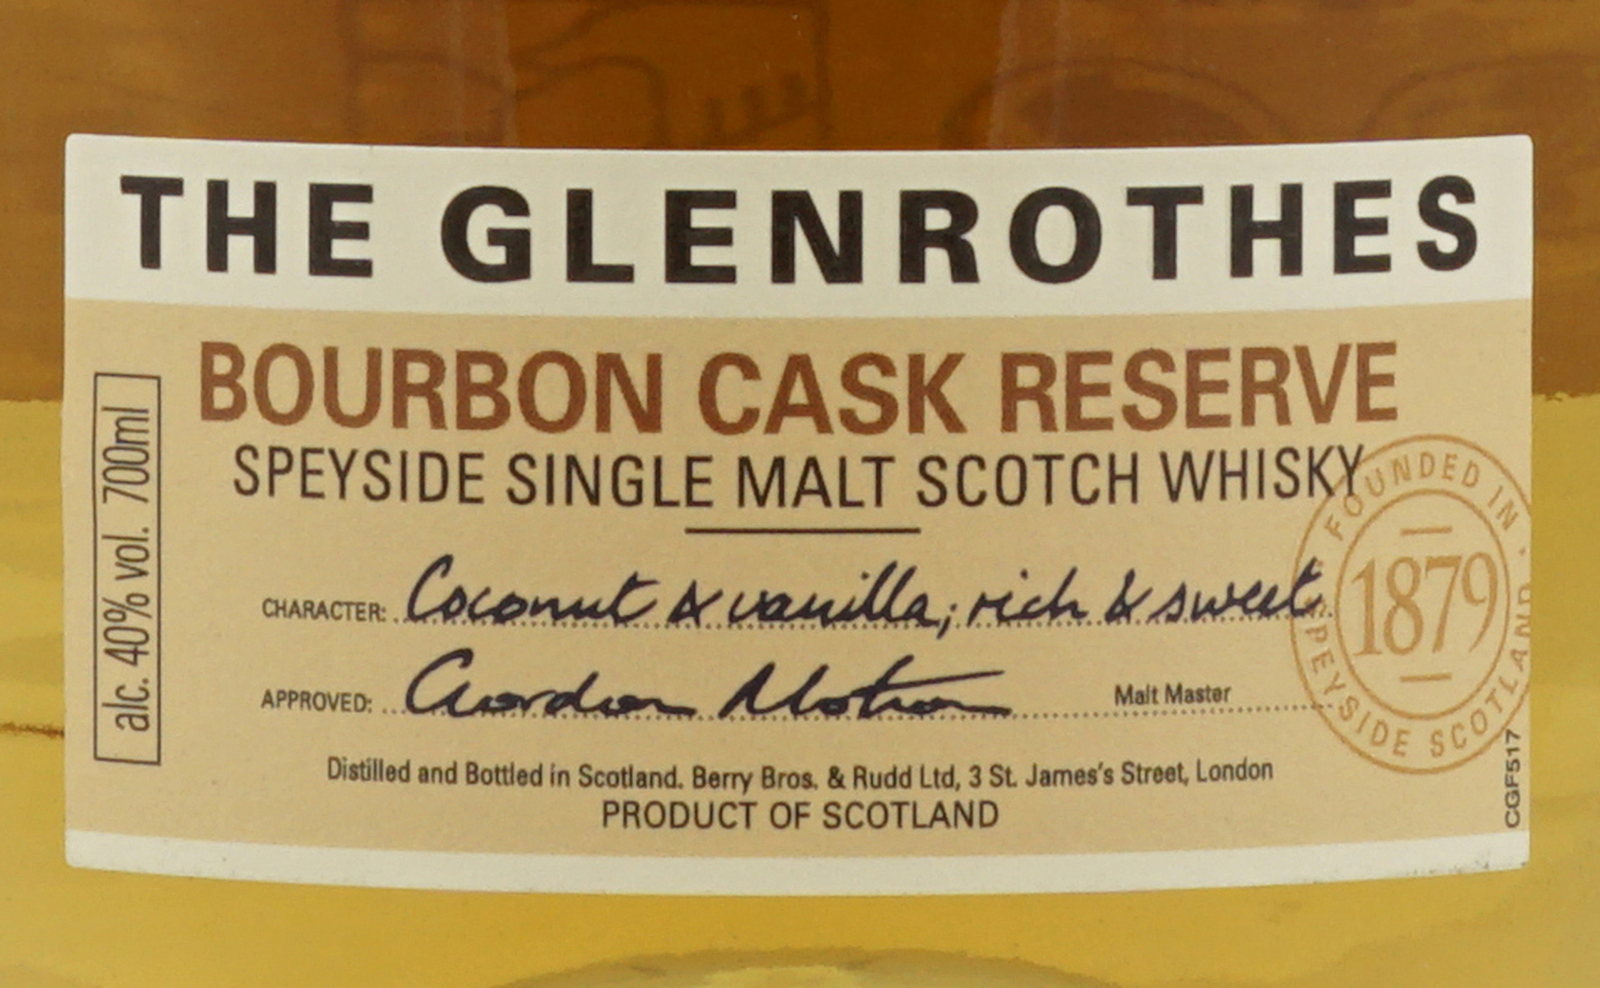 THE GLENROTHES
BOURBON CASK RESERVE
SPEYSIDE SINGLE MALT SCOTCH WHISKY
CHARACTER: Coconut & vanilla; rich & sweet
APPROVED: Gordon Motion Malt Master
Distilled and Bottled in Scotland. Berry Bros. & Rudd Ltd, 3 St. James's Street, London
PRODUCT OF SCOTLAND
alc. 40% vol. 700ml
FOUNDED IN
1879
SPEYSIDE SCOTLAND
CGF517